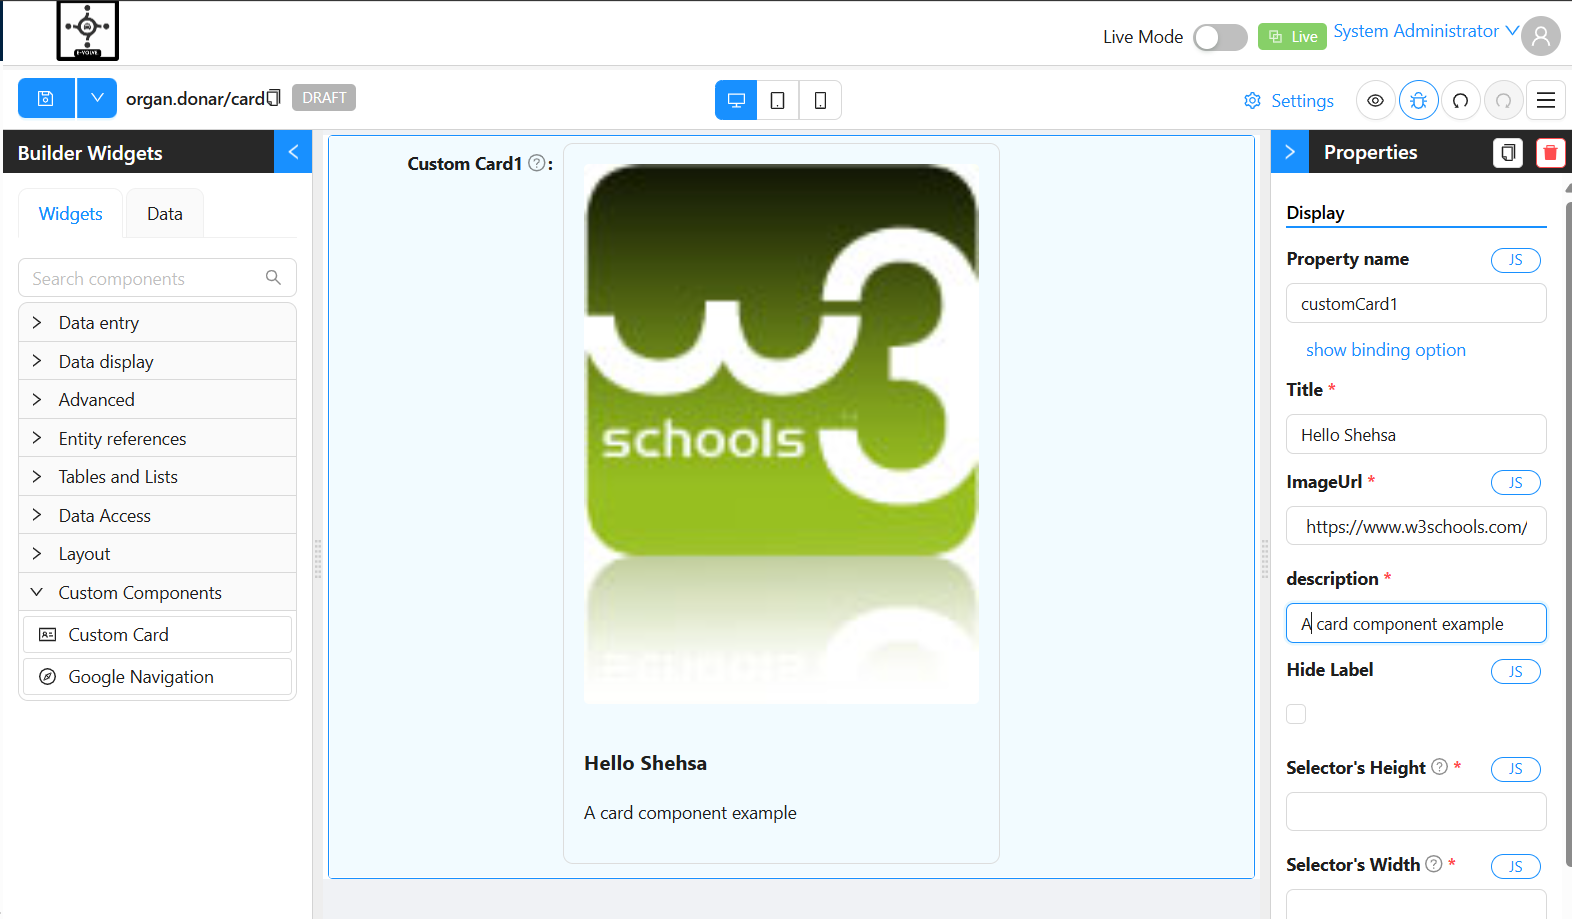 E-VOLVE
Live Mode
Live
System Administrator
organ.donar/card
DRAFT
Settings
Builder Widgets
Widgets
Data
Search components
Data entry
Data display
Advanced
Entity references
Tables and Lists
Data Access
Layout
Custom Components
Custom Card
Google Navigation
Custom Card1 ? :
w3
schools
Hello Shehsa
A card component example
Properties
Display
Property name
JS
customCard1
show binding option
Title *
Hello Shehsa
ImageUrl *
JS
https://www.w3schools.com/
description *
A card component example
Hide Label
JS
Selector's Height ? *
JS
Selector's Width ? *
JS